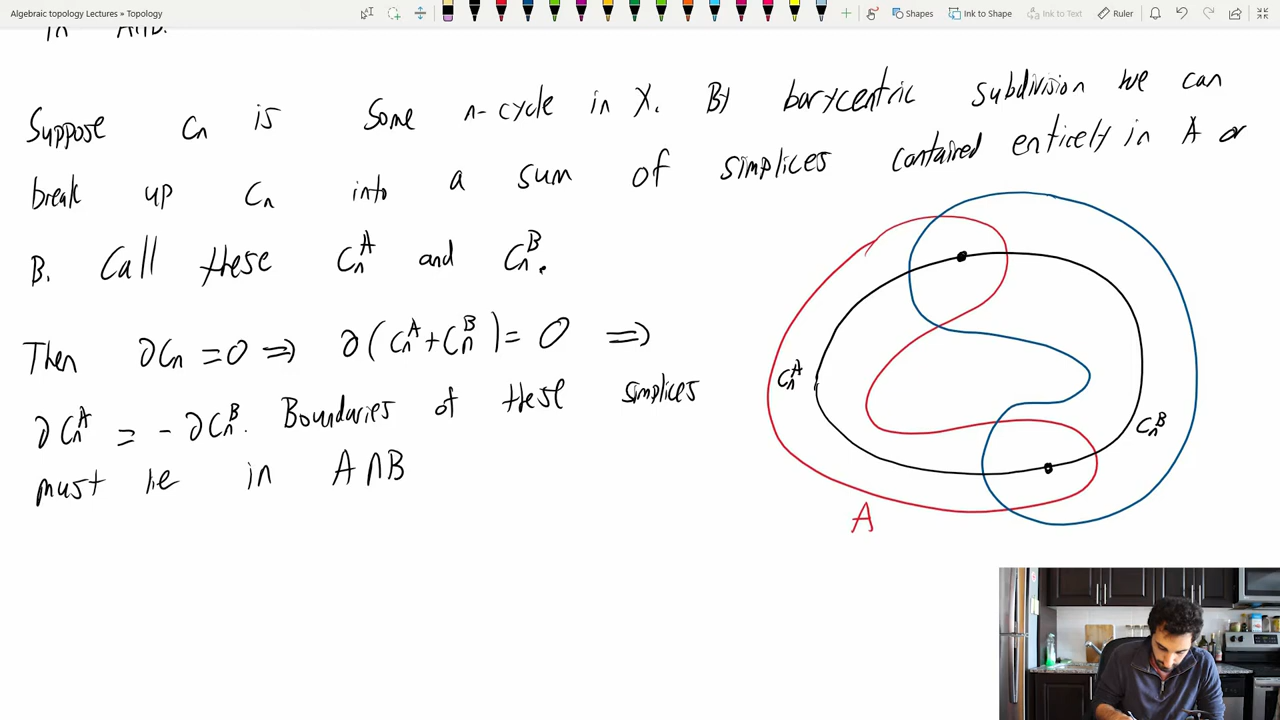 Algebraic topology Lectures » Topology
Shapes Ink to Shape Ink to Text Ruler
in A∩B.
Suppose Cn is some n-cycle in X. By barycentric subdivision we can
break up Cn into a sum of simplices contained entirely in A or
B. Call these Cn^A and Cn^B.
Then ∂Cn = 0 ⇒ ∂(Cn^A + Cn^B) = 0 ⇒
∂Cn^A = - ∂Cn^B. Boundaries of these simplices
must lie in A∩B
Cn^A
Cn^B
A